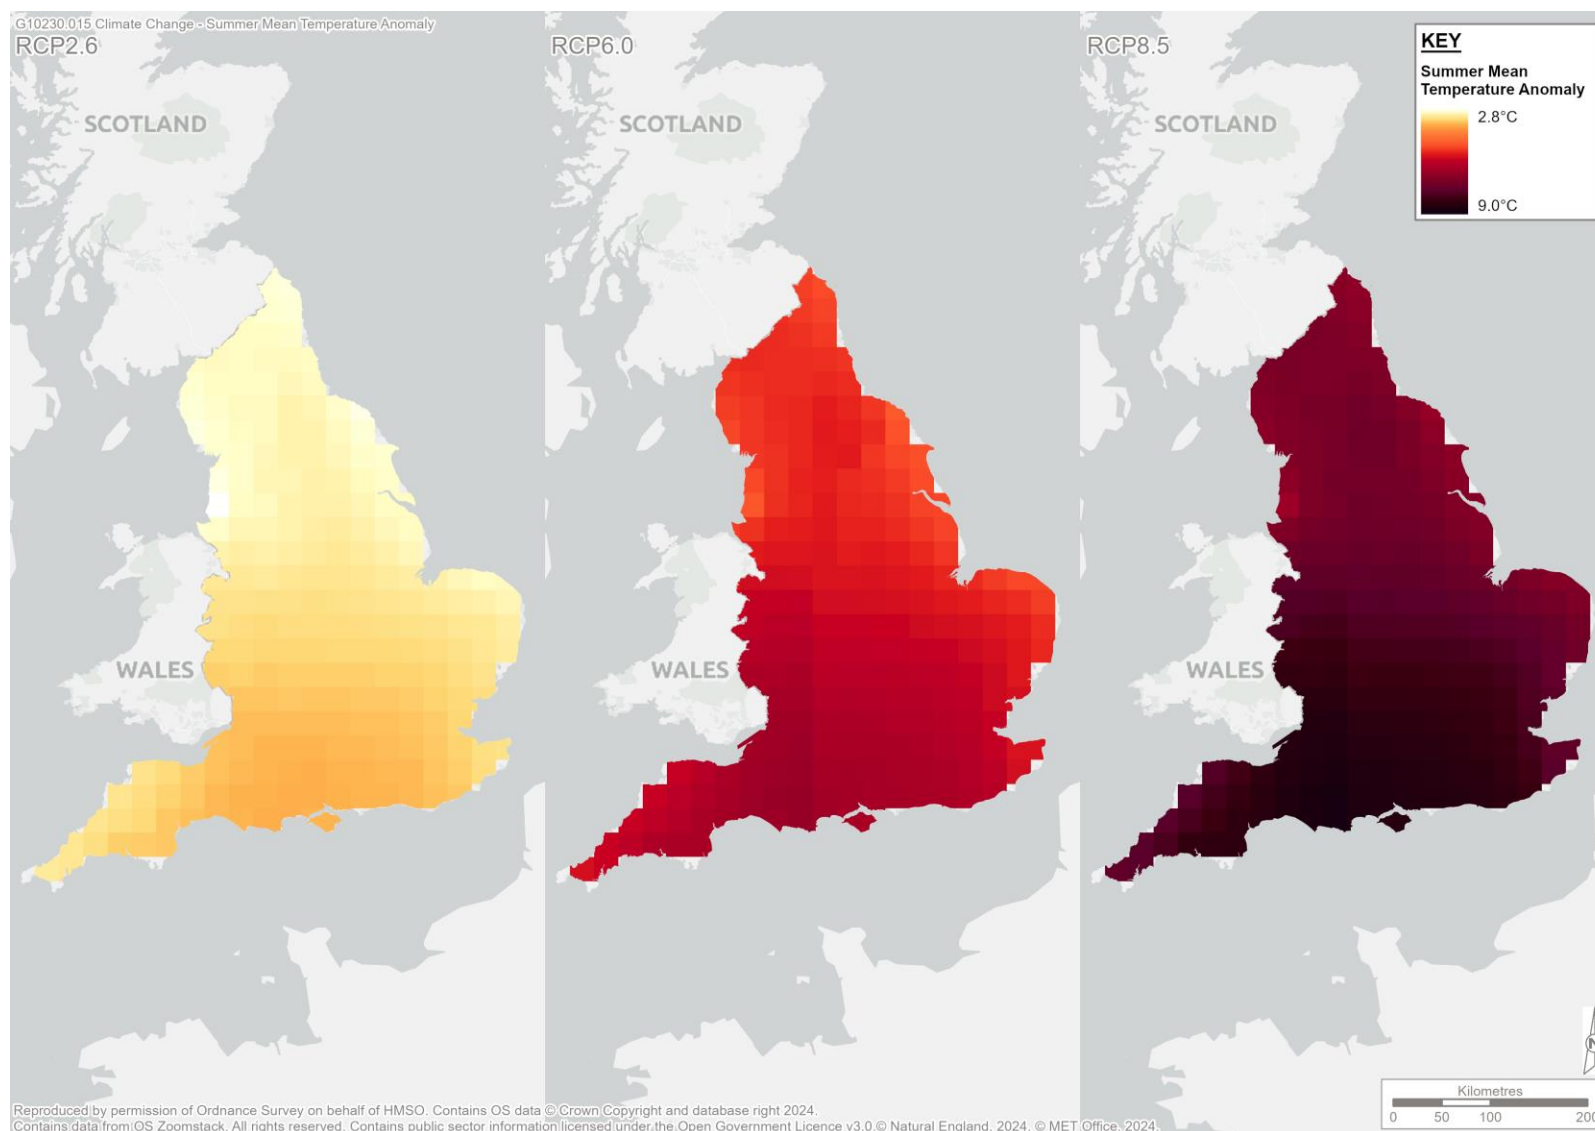 G10230.015 Climate Change - Summer Mean Temperature Anomaly
RCP2.6
RCP6.0
RCP8.5
KEY
Summer Mean
Temperature Anomaly
2.8°C
9.0°C
SCOTLAND
SCOTLAND
SCOTLAND
WALES
WALES
WALES
N
Kilometres
0 50 100 200
Reproduced by permission of Ordnance Survey on behalf of HMSO. Contains OS data © Crown Copyright and database right 2024.
Contains data from OS Zoomstack. All rights reserved. Contains public sector information licensed under the Open Government Licence v3.0.© Natural England, 2024, © MET Office, 2024.